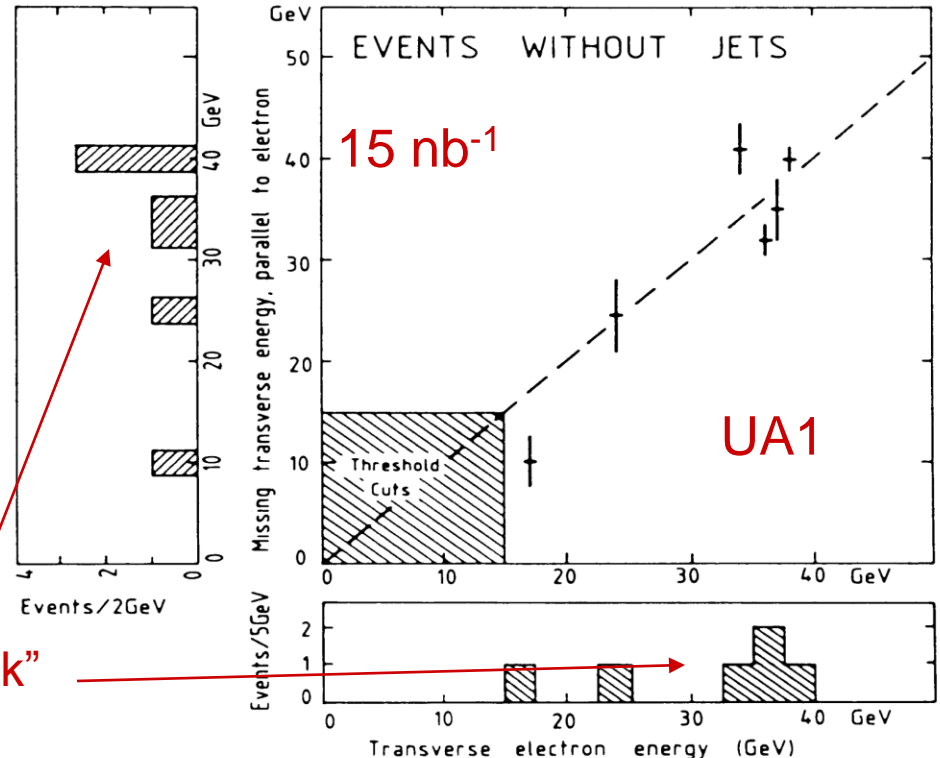 GeV
EVENTS WITHOUT JETS
15 nb-1
UA1
Threshold
Cuts
Missing transverse energy, parallel to electron
50
40
30
20
10
0
0 10 20 30 40 GeV
GeV
40
30
20
10
0
4 2 0
Events/2GeV
k”
Events/5GeV
2
1
0
0 10 20 30 40 GeV
Transverse electron energy (GeV)